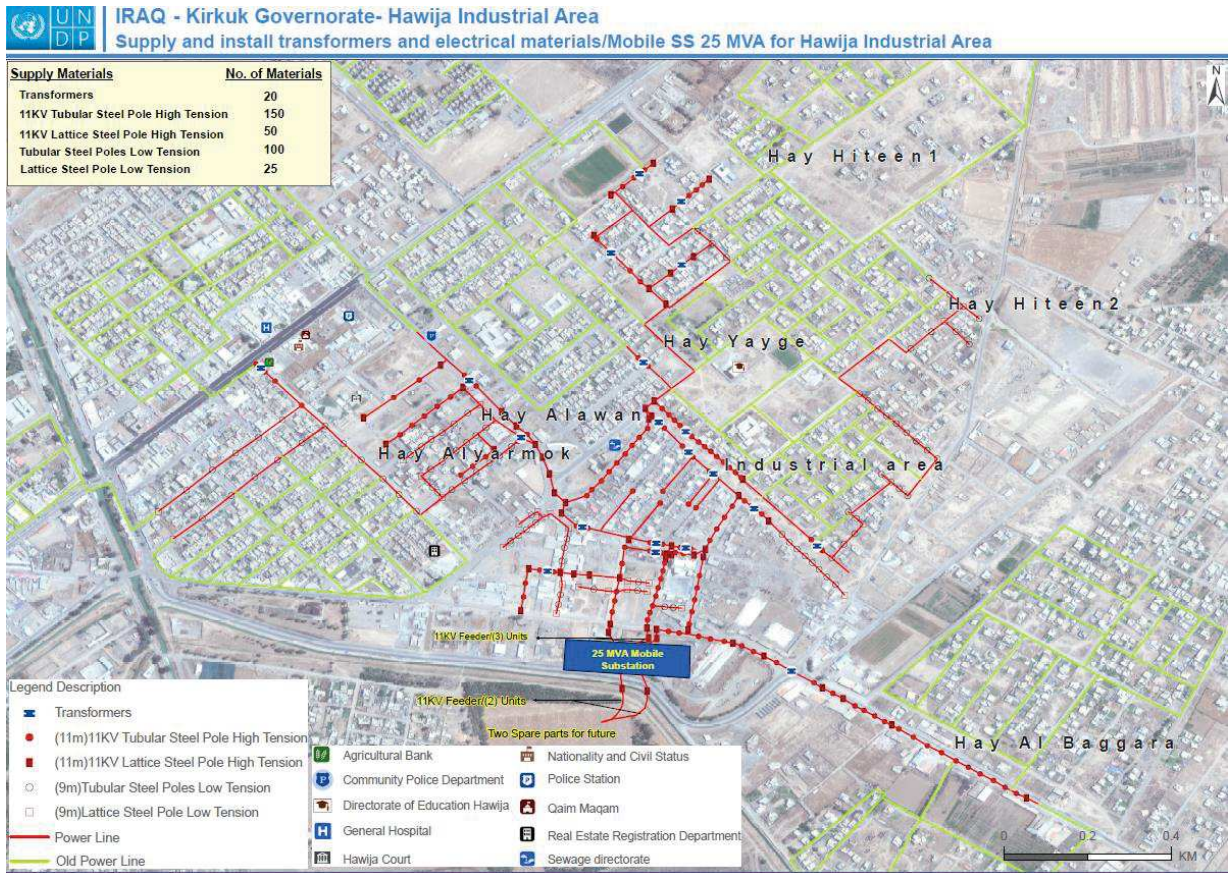 UN
DP
IRAQ - Kirkuk Governorate- Hawija Industrial Area
Supply and install transformers and electrical materials/Mobile SS 25 MVA for Hawija Industrial Area
Supply Materials No. of Materials
Transformers 20
11KV Tubular Steel Pole High Tension 150
11KV Lattice Steel Pole High Tension 50
Tubular Steel Poles Low Tension 100
Lattice Steel Pole Low Tension 25
N
Hay Hiteen1
Hay Hiteen2
Hay Yayge
Hay Alawan
Hay Alyarmok
Industrial area
11KV Feeder/(3) Units
25 MVA Mobile
Substation
11KV Feeder/(2) Units
Two Spare parts for future
Hay Al Baggara
Legend Description
Transformers
(11m)11KV Tubular Steel Pole High Tension
(11m)11KV Lattice Steel Pole High Tension
(9m)Tubular Steel Poles Low Tension
(9m)Lattice Steel Pole Low Tension
Power Line
Old Power Line
Agricultural Bank
Community Police Department
Directorate of Education Hawija
General Hospital
Hawija Court
Nationality and Civil Status
Police Station
Qaim Maqam
Real Estate Registration Department
Sewage directorate
0 0.2 0.4
KM